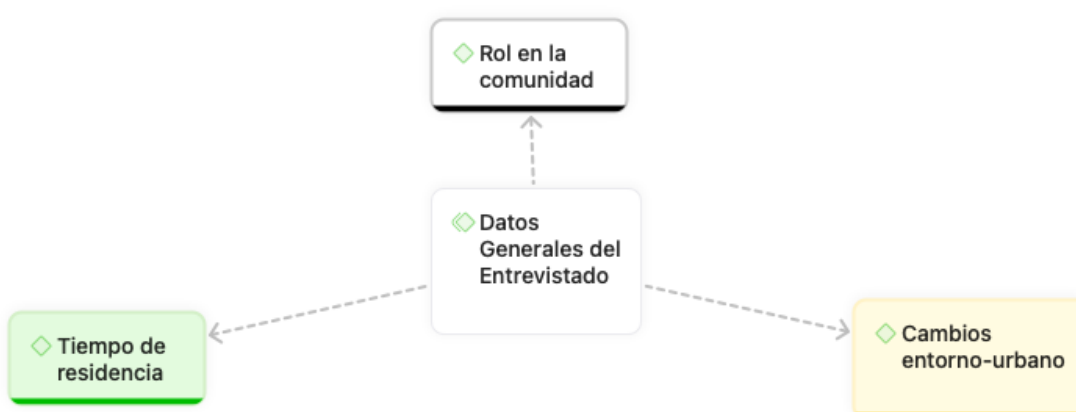 Rol en la
comunidad
Datos
Generales del
Entrevistado
Tiempo de
residencia
Cambios
entorno-urbano